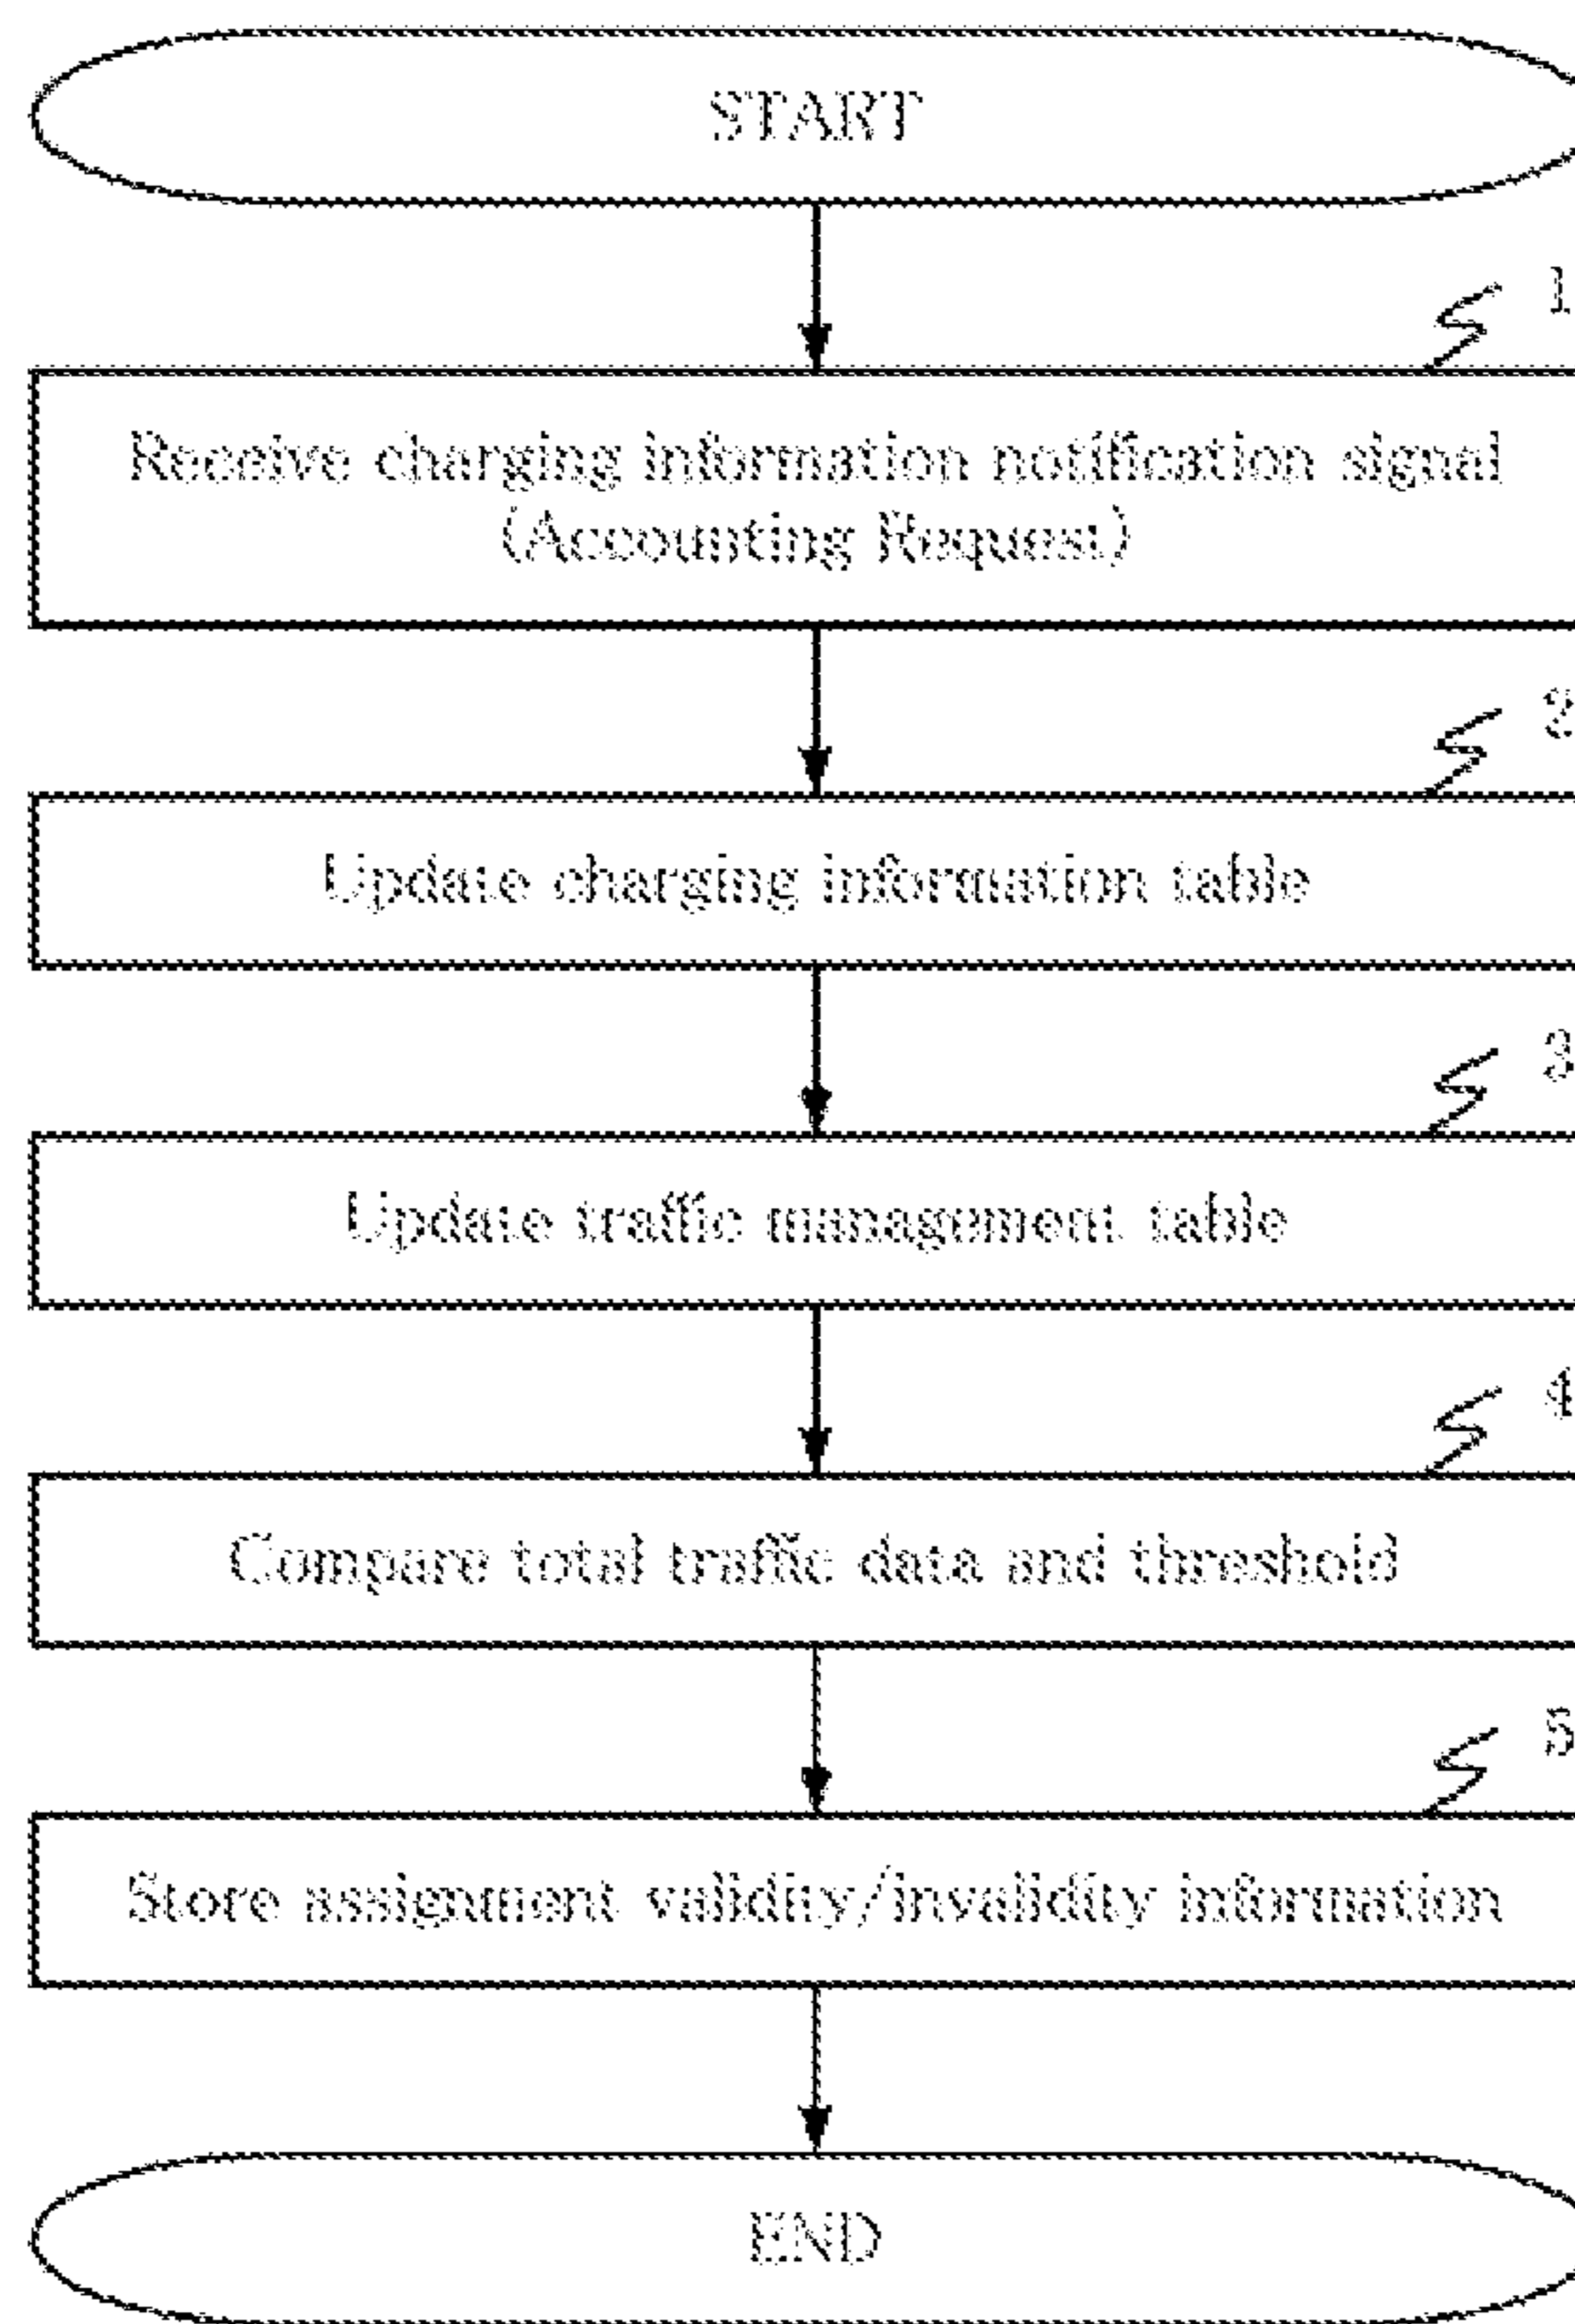 START
1
Receive charging information notification signal
(Accounting Request)
2
Update charging information table
3
Update traffic management table
4
Compare total traffic data and threshold
5
Store assignment validity/invalidity information
END